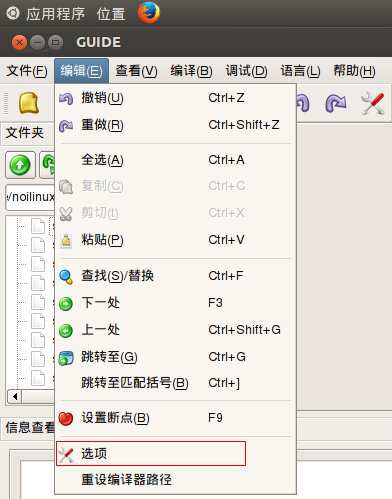 应用程序 位置
GUIDE
文件(F) 编辑(E) 查看(V) 编译(B) 调试(D) 语言(L) 帮助(H)
撤销(U) Ctrl+Z
重做(R) Ctrl+Shift+Z
文件夹
全选(A) Ctrl+A
复制(C) Ctrl+C
/noilinux
剪切(t) Ctrl+X
粘贴(P) Ctrl+V
查找(S)/替换 Ctrl+F
下一处 F3
上一处 Ctrl+Shift+G
跳转至(G) Ctrl+G
跳转至匹配括号(B) Ctrl+]
设置断点(B) F9
信息查看
选项
重设编译器路径